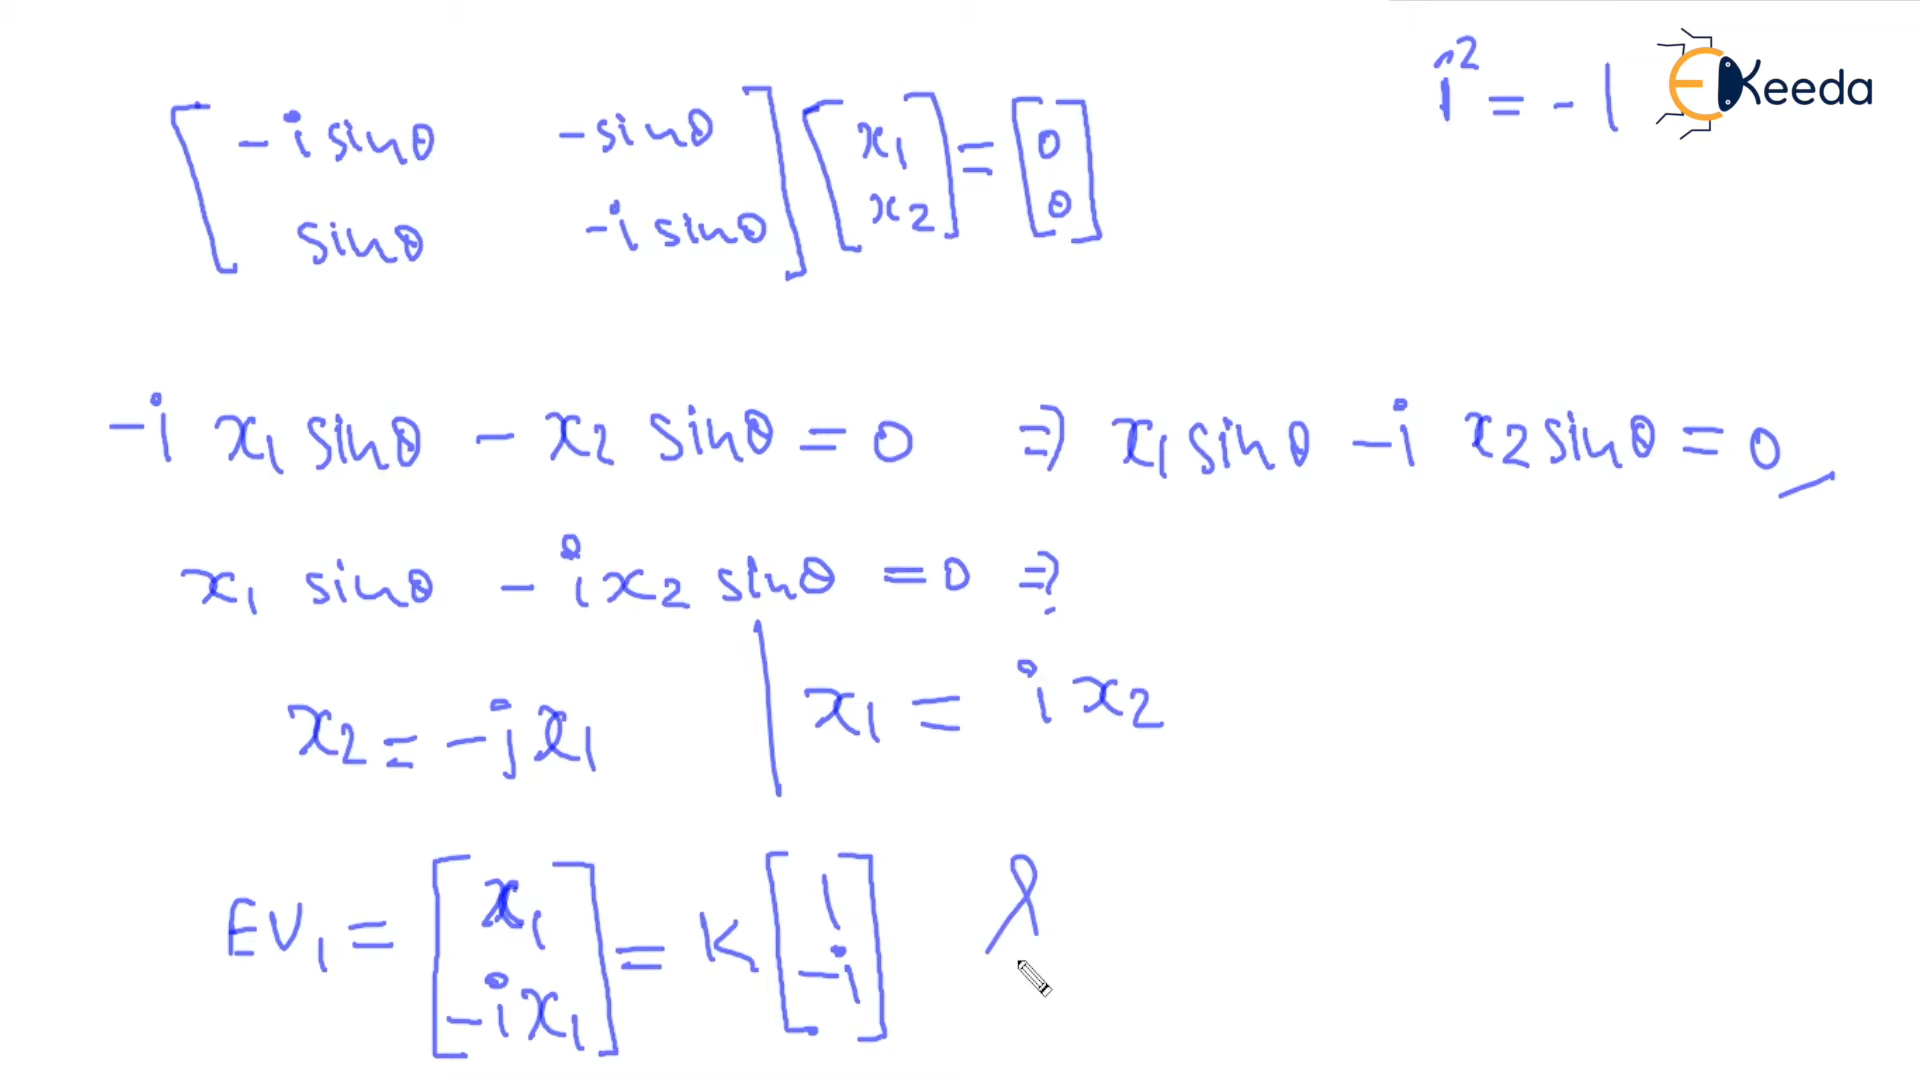 [ -i sinθ  -sinθ ] [ x1 ] = [ 0 ]  i² = -1  EKeeda
[ sinθ  -i sinθ ] [ x2 ]  [ 0 ]
-i x1 sinθ - x2 sinθ = 0 ⇒ x1 sinθ - i x2 sinθ = 0
x1 sinθ - i x2 sinθ = 0 ⇒
x2 = -i x1 | x1 = i x2
EV1 = [ x1 ] = K [ 1 ]
[ -i x1 ]  [ -i ]